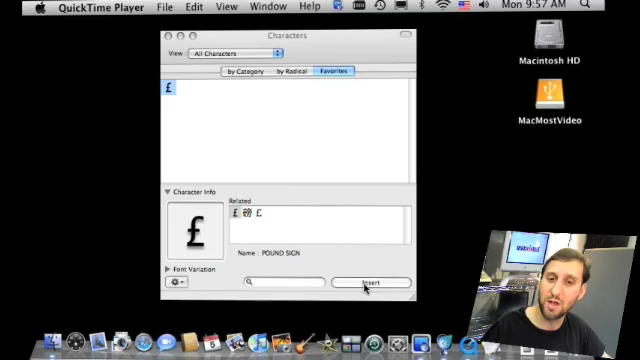 QuickTime Player File Edit View Window Help Mon 9:57 AM
Characters
View : All Characters
by Category by Radical Favorites
£
Character Info
Related
£ 磅 £
£
Name : POUND SIGN
Font Variation
Insert
Macintosh HD
MacMostVideo
5